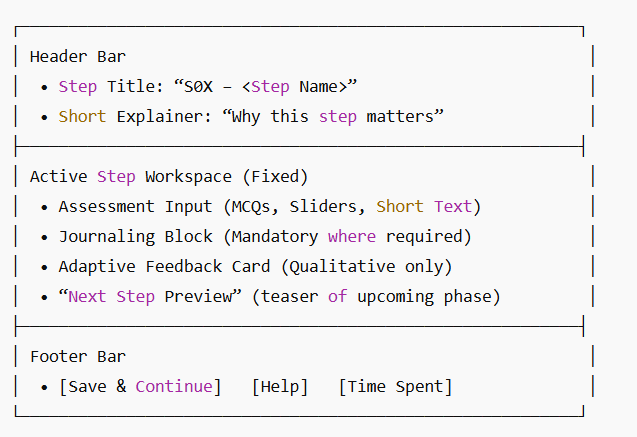 Header Bar
• Step Title: “S0X – <Step Name>”
• Short Explainer: “Why this step matters”
Active Step Workspace (Fixed)
• Assessment Input (MCQs, Sliders, Short Text)
• Journaling Block (Mandatory where required)
• Adaptive Feedback Card (Qualitative only)
• “Next Step Preview” (teaser of upcoming phase)
Footer Bar
• [Save & Continue] [Help] [Time Spent]